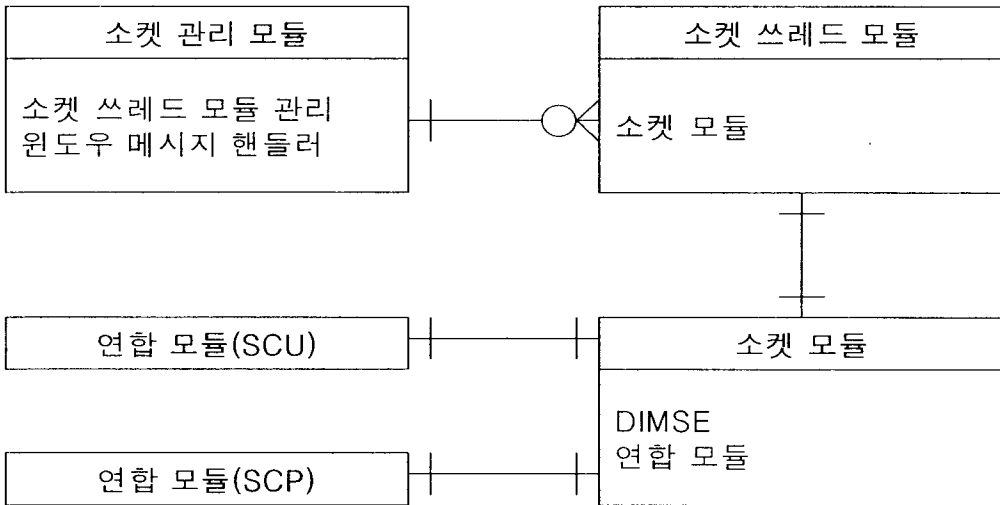 소켓 관리 모듈
소켓 쓰레드 모듈 관리
윈도우 메시지 핸들러
소켓 쓰레드 모듈
소켓 모듈
연합 모듈(SCU)
소켓 모듈
DIMSE
연합 모듈
연합 모듈(SCP)